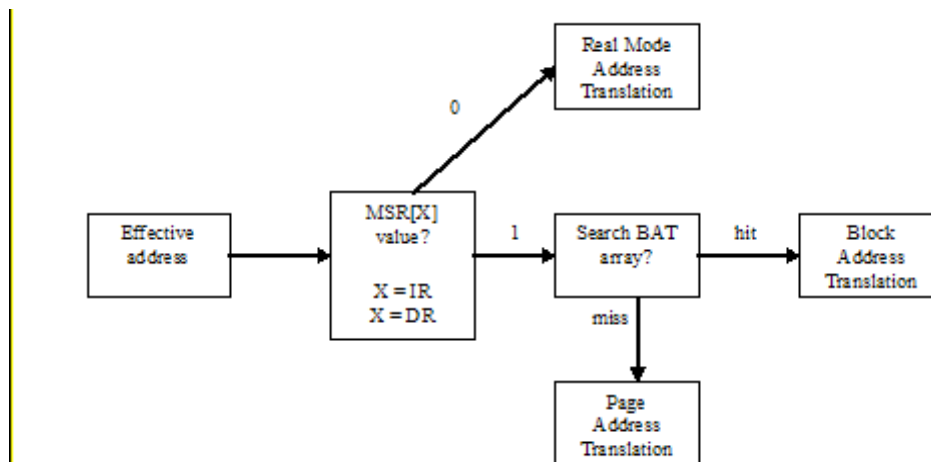 Real Mode
Address
Translation
0
Effective
address
MSR[X]
value?
X = IR
X = DR
1
Search BAT
array?
hit
Block
Address
Translation
miss
Page
Address
Translation